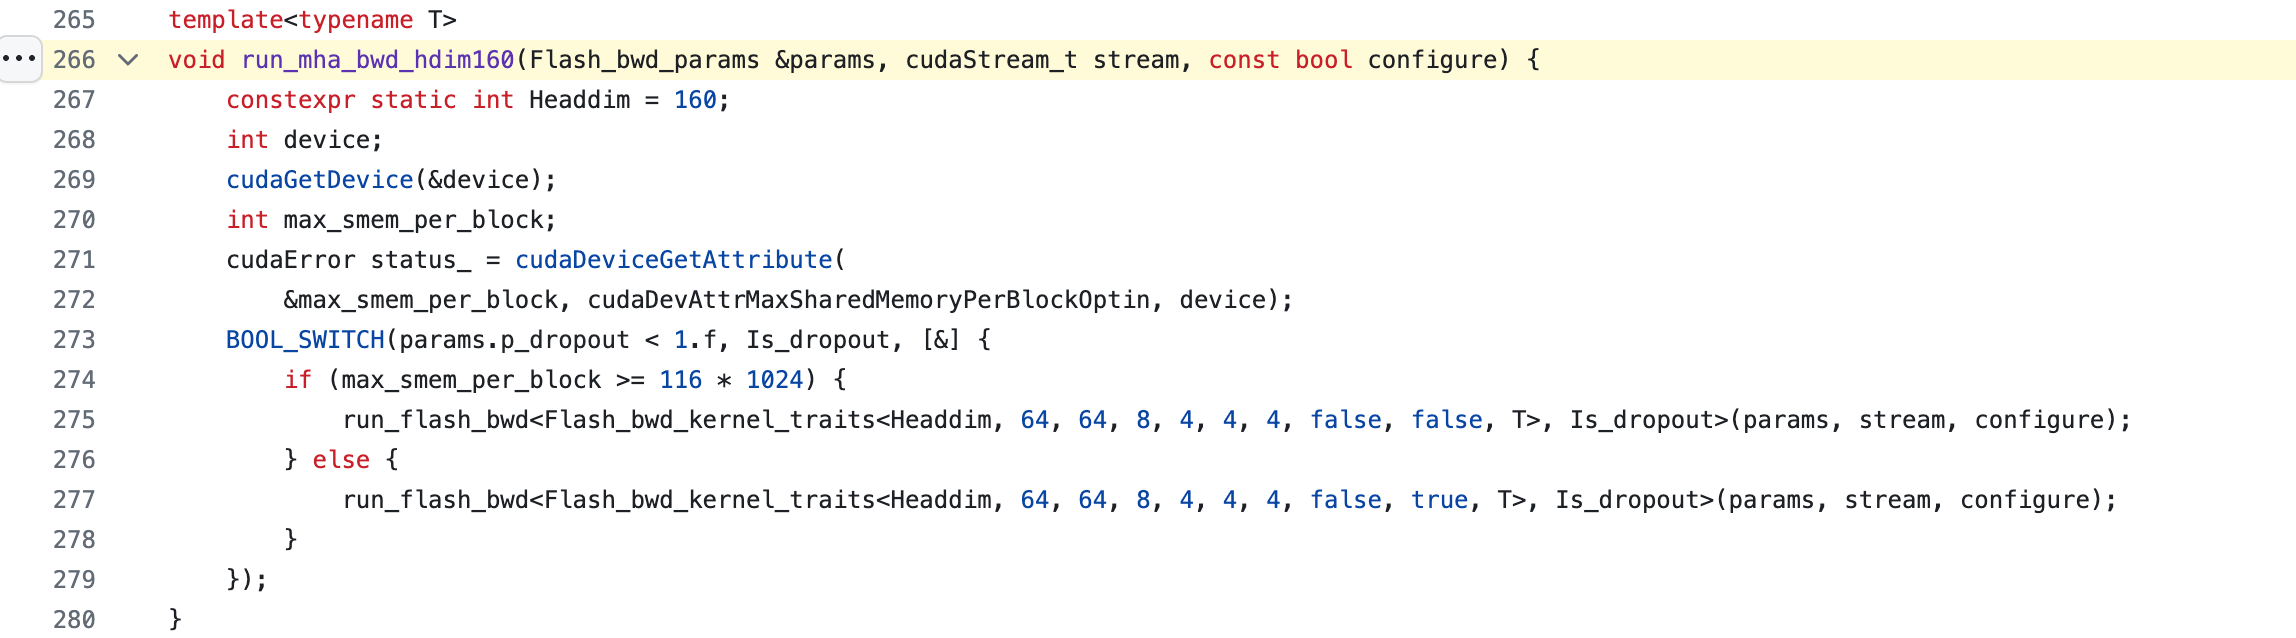 265 template<typename T>
266 void run_mha_bwd_hdim160(Flash_bwd_params &params, cudaStream_t stream, const bool configure) {
267 constexpr static int Headdim = 160;
268 int device;
269 cudaGetDevice(&device);
270 int max_smem_per_block;
271 cudaError status_ = cudaDeviceGetAttribute(
272 &max_smem_per_block, cudaDevAttrMaxSharedMemoryPerBlockOptin, device);
273 BOOL_SWITCH(params.p_dropout < 1.f, Is_dropout, [&] {
274 if (max_smem_per_block >= 116 * 1024) {
275 run_flash_bwd<Flash_bwd_kernel_traits<Headdim, 64, 64, 8, 4, 4, 4, false, false, T>, Is_dropout>(params, stream, configure);
276 } else {
277 run_flash_bwd<Flash_bwd_kernel_traits<Headdim, 64, 64, 8, 4, 4, 4, false, true, T>, Is_dropout>(params, stream, configure);
278 }
279 });
280 }